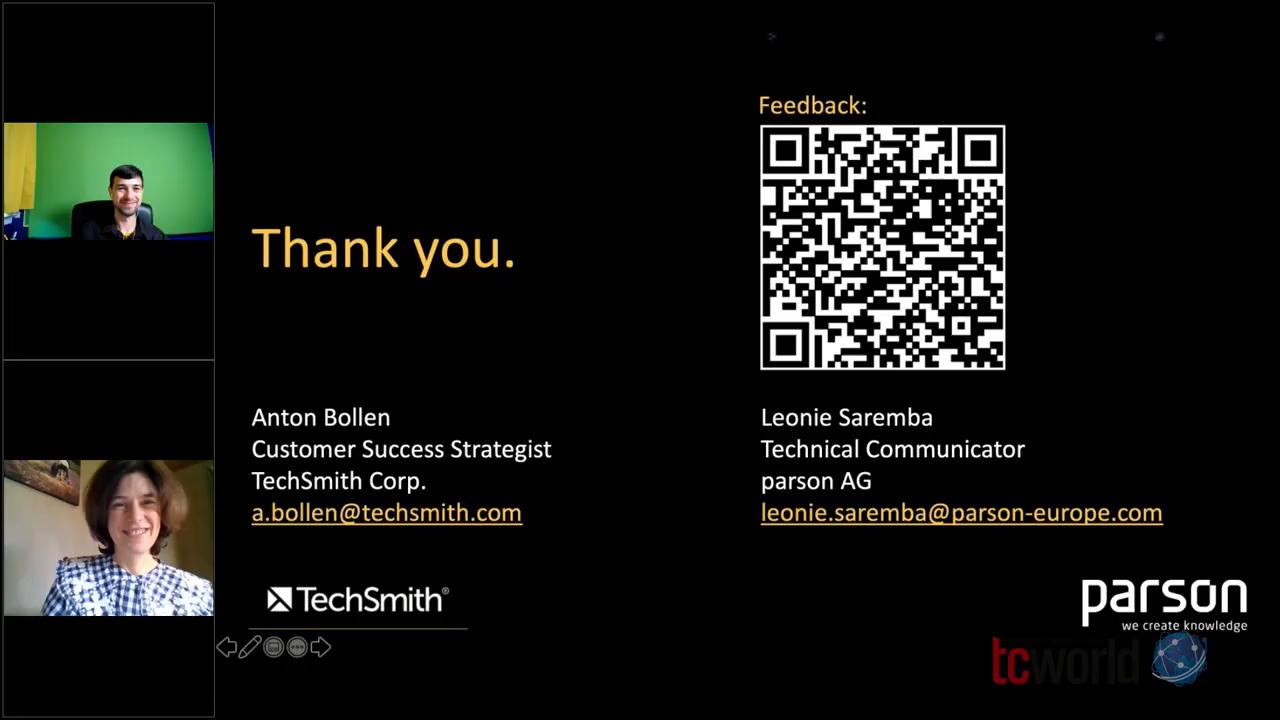 Feedback:
Thank you.
Anton Bollen
Customer Success Strategist
TechSmith Corp.
a.bollen@techsmith.com
Leonie Saremba
Technical Communicator
parson AG
leonie.saremba@parson-europe.com
TechSmith®
parson
we create knowledge
tcworld